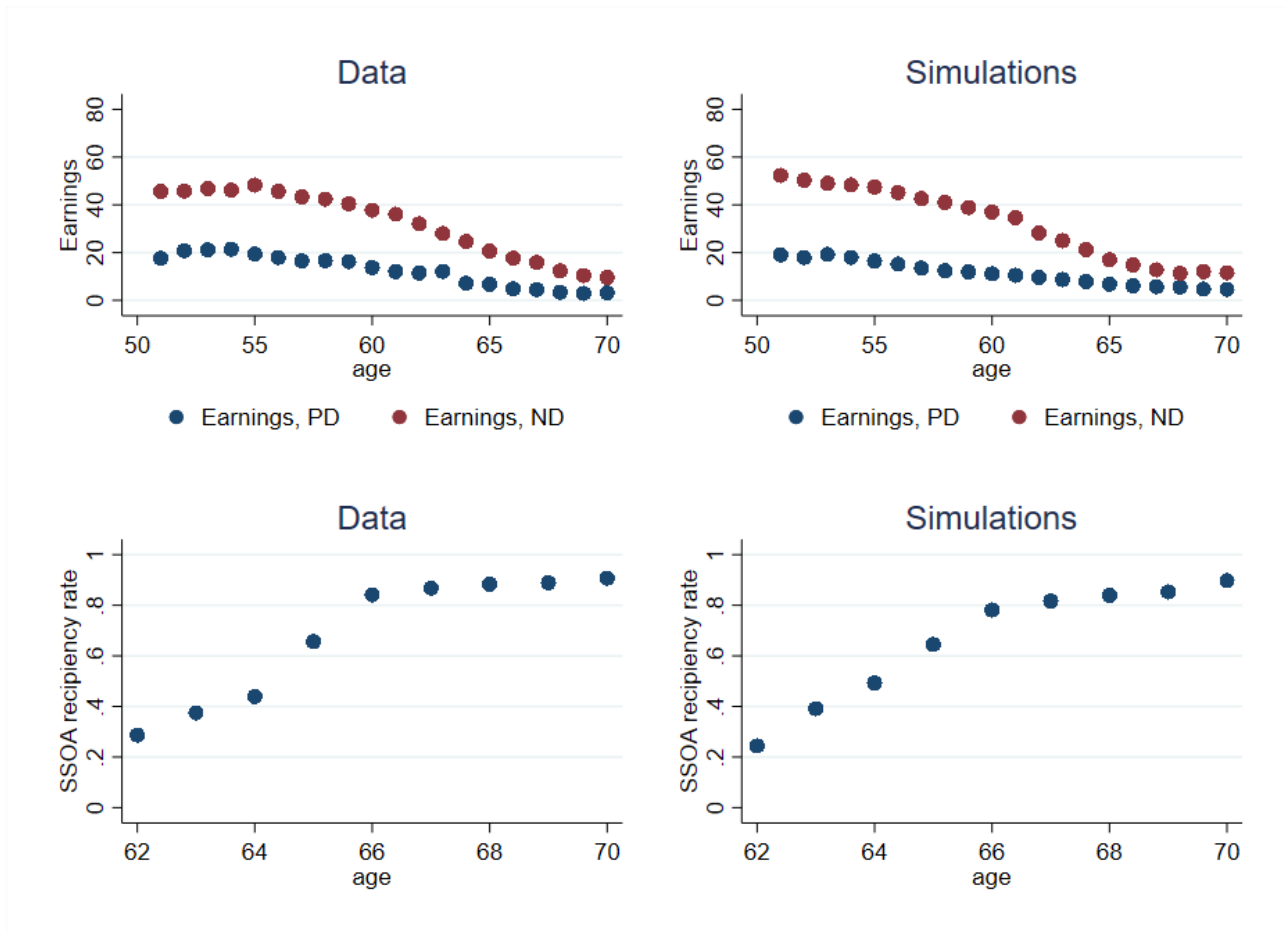 Data
Simulations
Earnings
0 20 40 60 80
50 55 60 65 70
age
Earnings
0 20 40 60 80
50 55 60 65 70
age
Earnings, PD Earnings, ND
Earnings, PD Earnings, ND
Data
Simulations
SSOA recipiency rate
0 .2 .4 .6 .8 1
62 64 66 68 70
age
SSOA recipiency rate
0 .2 .4 .6 .8 1
62 64 66 68 70
age